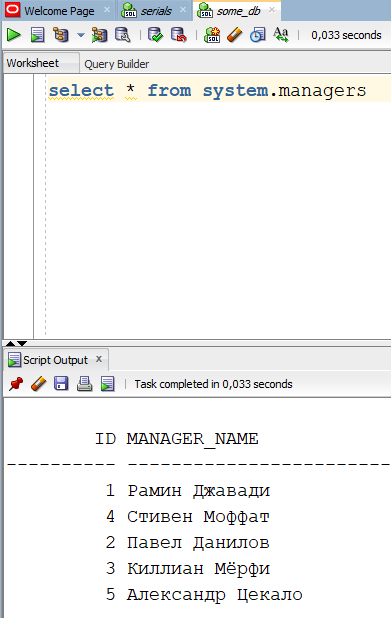 Welcome Page serials some_db
0,033 seconds
Worksheet Query Builder
select * from system.managers
Script Output x
Task completed in 0,033 seconds
ID MANAGER_NAME
---------- ------------------------
1 Рамин Джавади
4 Стивен Моффат
2 Павел Данилов
3 Киллиан Мёрфи
5 Александр Цекало